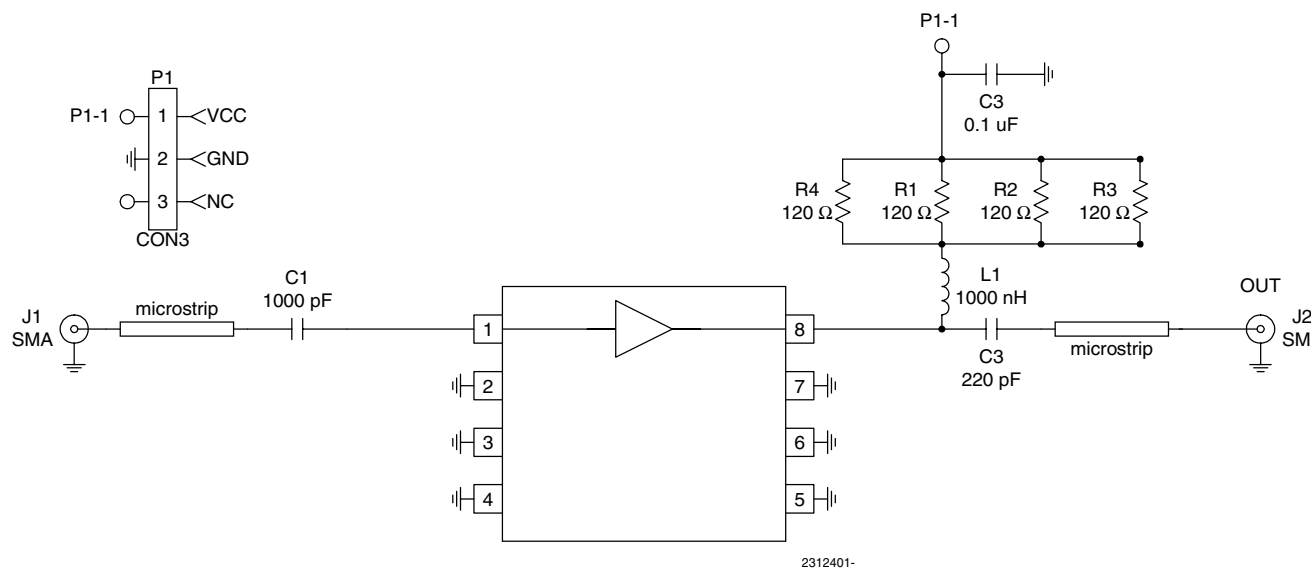 P1-1
P1
P1-1
1
VCC
2
GND
3
NC
CON3
C3
0.1 uF
R4
120 Ω
R1
120 Ω
R2
120 Ω
R3
120 Ω
L1
1000 nH
C1
1000 pF
OUT
J1
SMA
microstrip
1
8
J2
SM
C3
220 pF
microstrip
2
7
3
6
4
5
2312401-